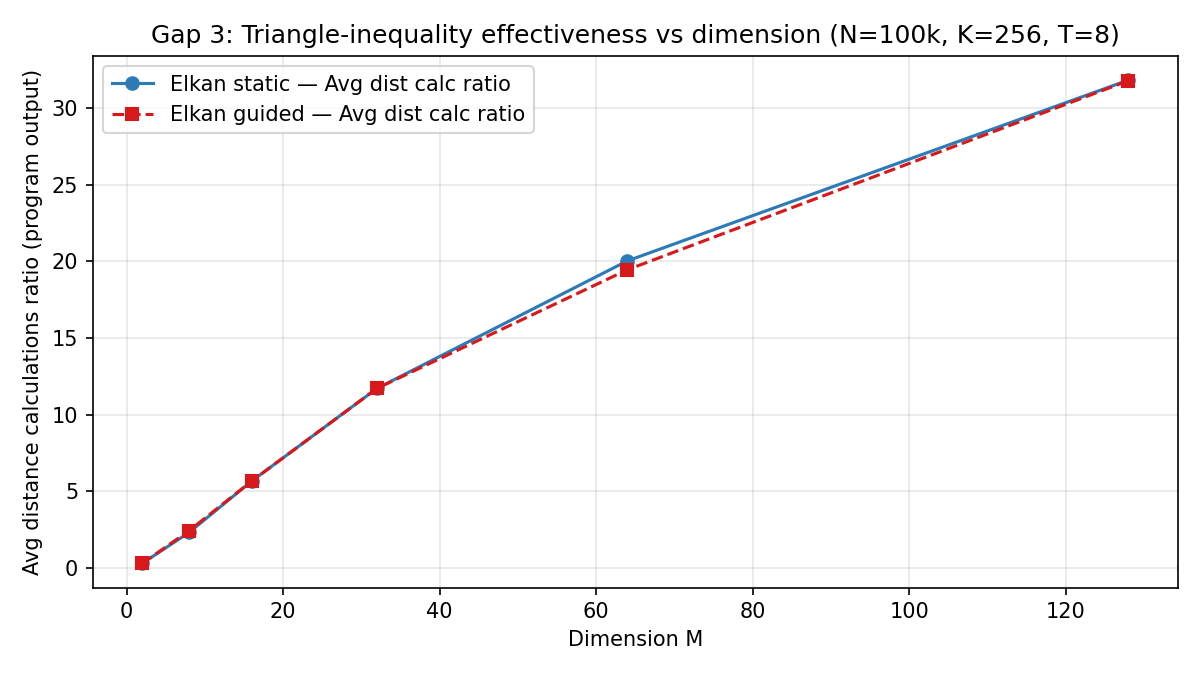 Gap 3: Triangle-inequality effectiveness vs dimension (N=100k, K=256, T=8)
Elkan static — Avg dist calc ratio
Elkan guided — Avg dist calc ratio
Avg distance calculations ratio (program output)
30
25
20
15
10
5
0
0 20 40 60 80 100 120
Dimension M